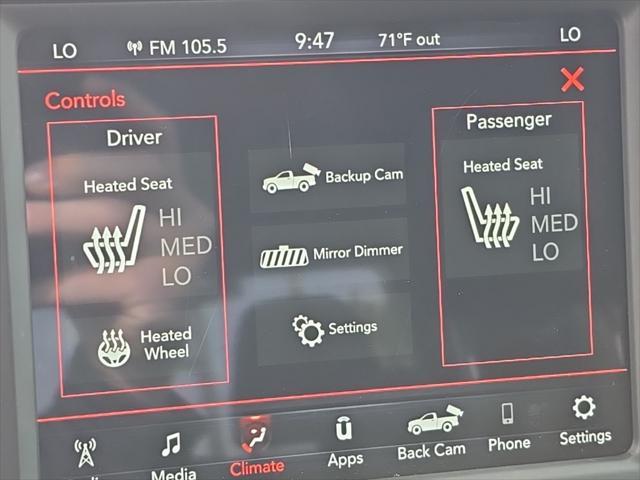 LO FM 105.5 9:47 71°F out LO
Controls
Driver
Heated Seat
HI
MED
LO
Heated
Wheel
Backup Cam
Mirror Dimmer
Settings
Passenger
Heated Seat
HI
MED
LO
Media
Climate
Apps
Back Cam
Phone
Settings